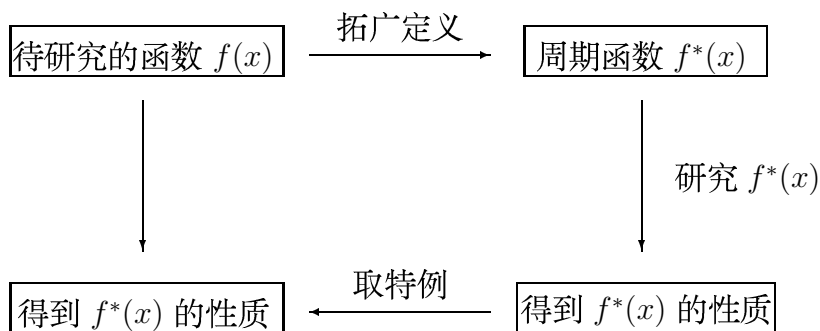 拓广定义
待研究的函数 f(x)
周期函数 f*(x)
研究 f*(x)
取特例
得到 f*(x) 的性质
得到 f*(x) 的性质